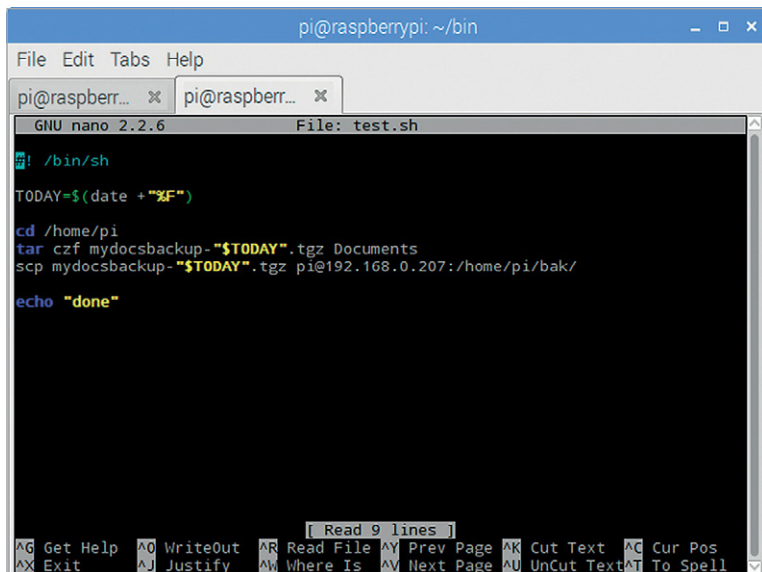 pi@raspberrypi: ~/bin
File Edit Tabs Help
pi@raspberr... pi@raspberr...
GNU nano 2.2.6 File: test.sh
#! /bin/sh
TODAY=$(date +"%F")
cd /home/pi
tar czf mydocsbackup-"$TODAY".tgz Documents
scp mydocsbackup-"$TODAY".tgz pi@192.168.0.207:/home/pi/bak/
echo "done"
[ Read 9 lines ]
^G Get Help ^O WriteOut ^R Read File ^Y Prev Page ^K Cut Text ^C Cur Pos
^X Exit ^J Justify ^W Where Is ^V Next Page ^U UnCut Text^T To Spell